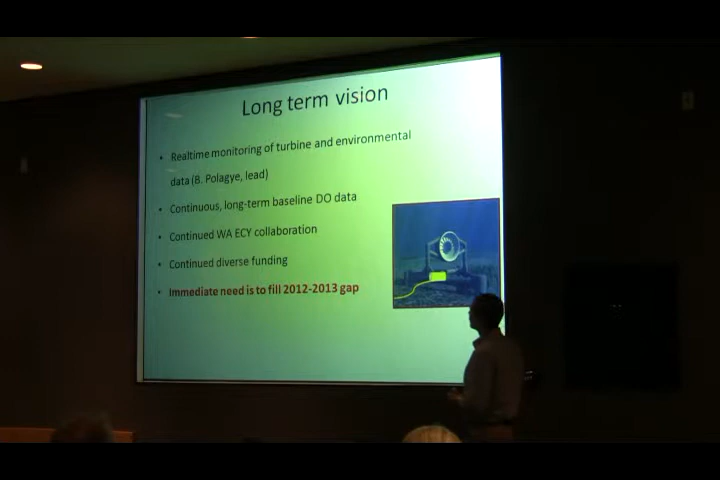 Long term vision
• Realtime monitoring of turbine and environmental
data (B. Polagye, lead)
• Continuous, long-term baseline DO data
• Continued WA ECY collaboration
• Continued diverse funding
• Immediate need is to fill 2012-2013 gap